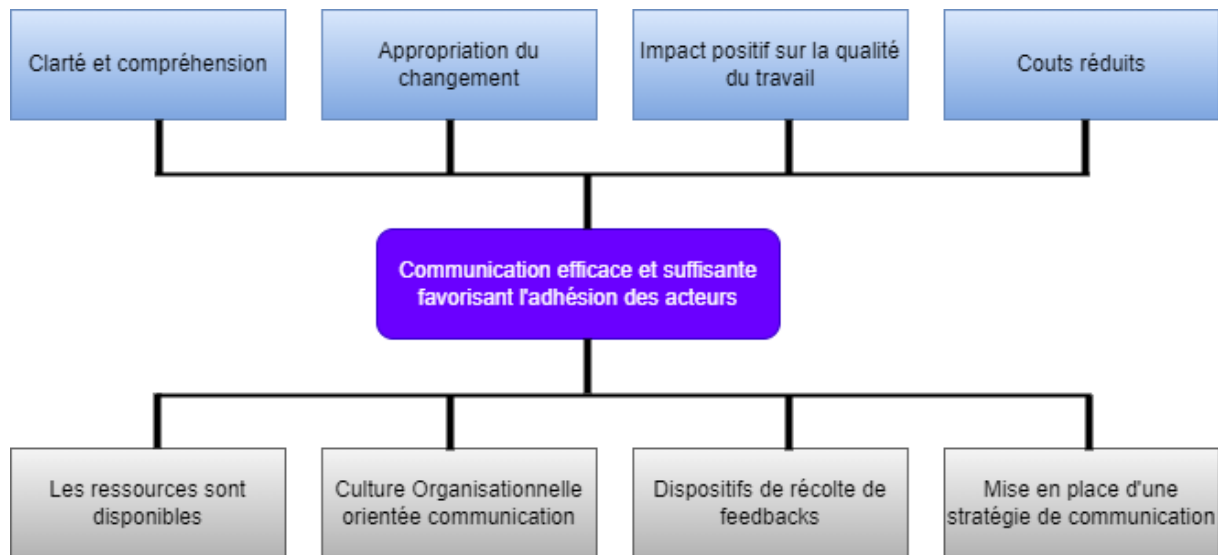 Clarté et compréhension
Appropriation du
changement
Impact positif sur la qualité
du travail
Couts réduits
Communication efficace et suffisante
favorisant l'adhésion des acteurs
Les ressources sont
disponibles
Culture Organisationnelle
orientée communication
Dispositifs de récolte de
feedbacks
Mise en place d'une
stratégie de communication